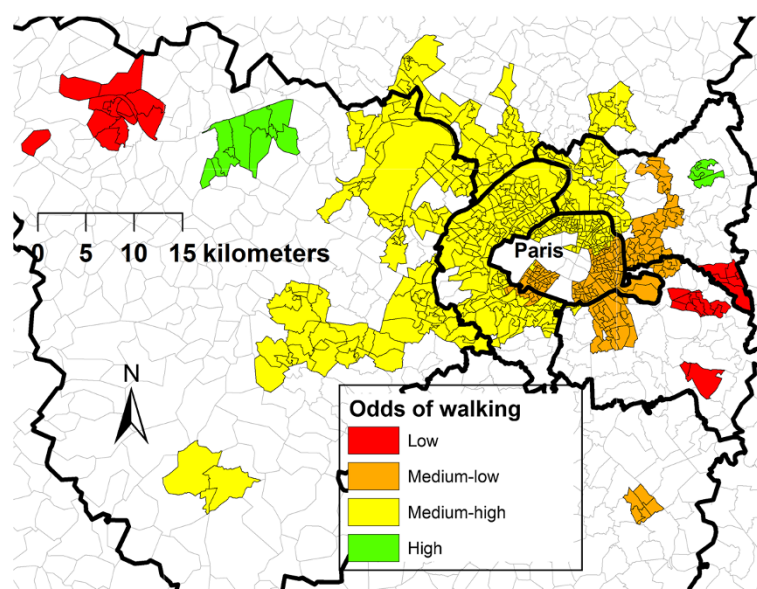 0 5 10 15 kilometers
Paris
N
Odds of walking
Low
Medium-low
Medium-high
High